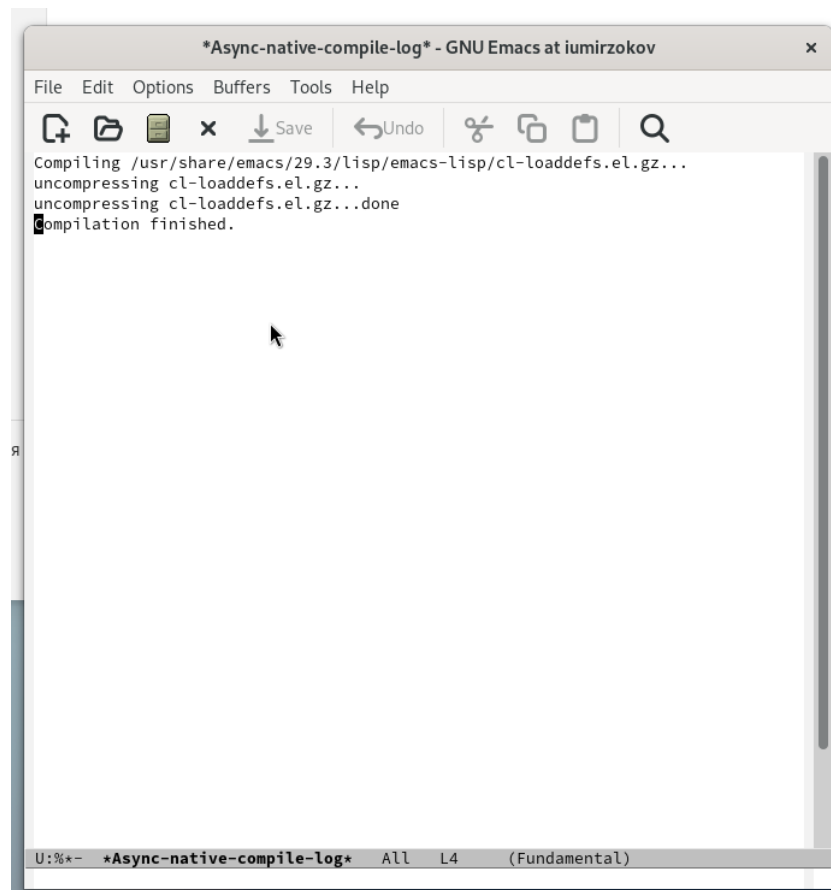 *Async-native-compile-log* - GNU Emacs at iumirzokov
File Edit Options Buffers Tools Help
Save Undo
Compiling /usr/share/emacs/29.3/lisp/emacs-lisp/cl-loaddefs.el.gz...
uncompressing cl-loaddefs.el.gz...
uncompressing cl-loaddefs.el.gz...done
Compilation finished.
я
U:%*- *Async-native-compile-log* All L4 (Fundamental)